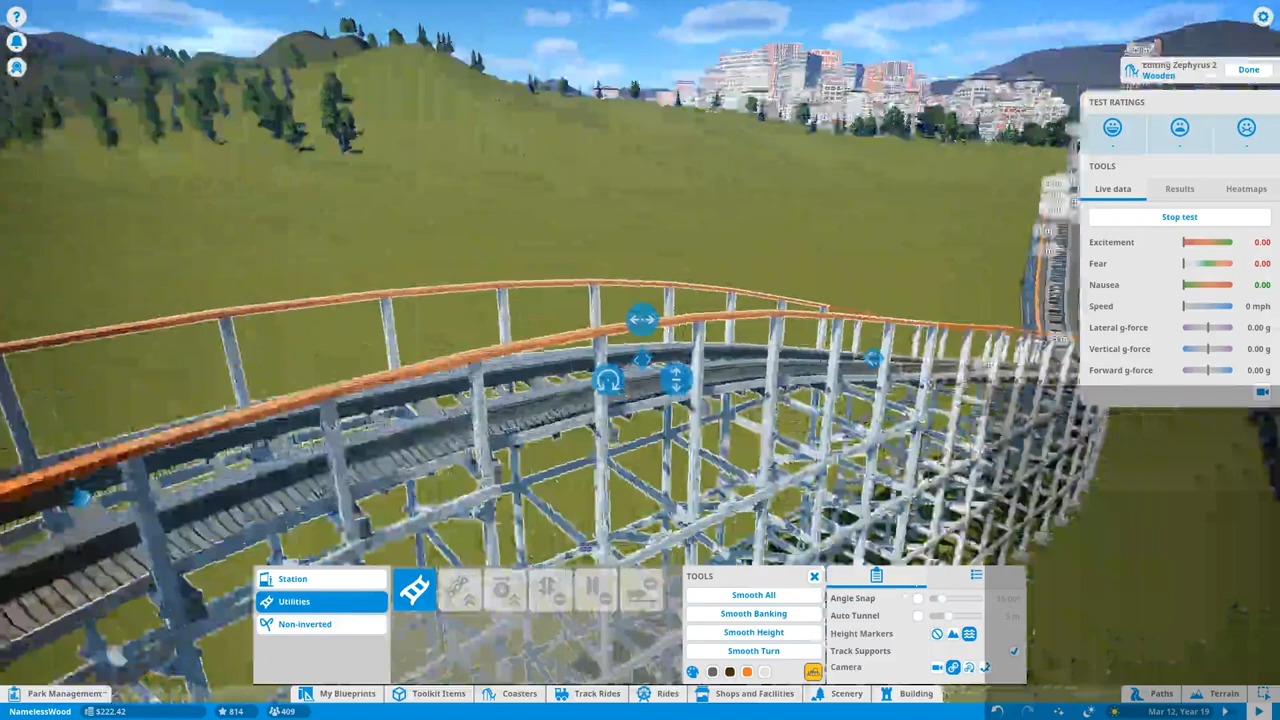 ?
Editing Zephyrus 2
Wooden
Done
TEST RATINGS
- - -
TOOLS
Live data Results Heatmaps
Stop test
Excitement 0.00
Fear 0.00
Nausea 0.00
Speed 0 mph
Lateral g-force 0.00 g
Vertical g-force 0.00 g
Forward g-force 0.00 g
Station
Utilities
Non-inverted
TOOLS
Smooth All
Smooth Banking
Smooth Height
Smooth Turn
Angle Snap
Auto Tunnel 5 m
Height Markers
Track Supports
Camera
Park Management My Blueprints Toolkit Items Coasters Track Rides Rides Shops and Facilities Scenery Building Paths Terrain
NamelessWood $222.42 814 409 Mar 12, Year 19